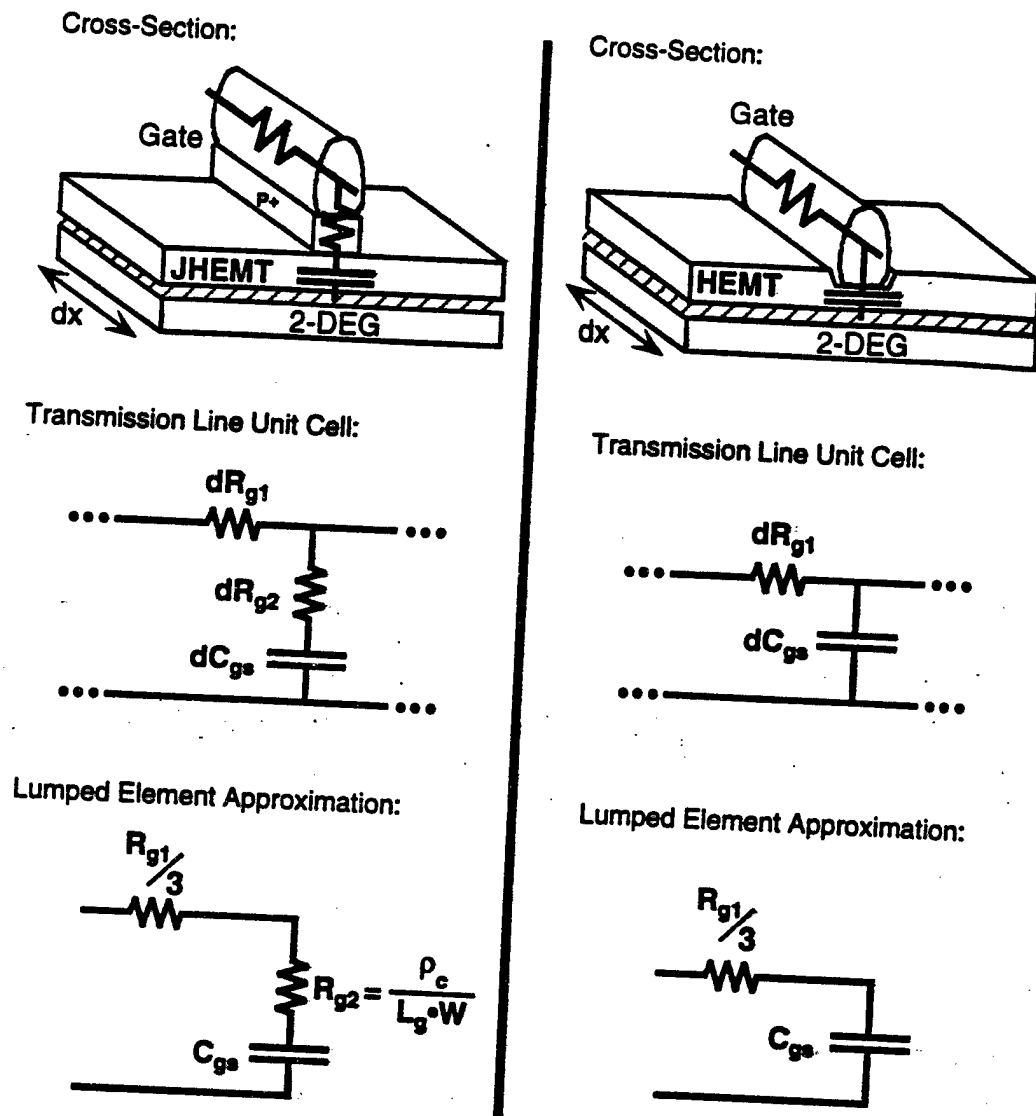 Cross-Section:
Gate
P+
JHEMT
2-DEG
dx
Transmission Line Unit Cell:
dRg1
dRg2
dCgs
Lumped Element Approximation:
Rg1/3
Rg2 = ρc / Lg•W
Cgs
Cross-Section:
Gate
HEMT
2-DEG
dx
Transmission Line Unit Cell:
dRg1
dCgs
Lumped Element Approximation:
Rg1/3
Cgs